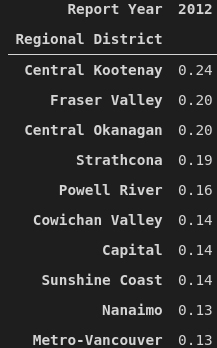 Report Year 2012
Regional District
Central Kootenay 0.24
Fraser Valley 0.20
Central Okanagan 0.20
Strathcona 0.19
Powell River 0.16
Cowichan Valley 0.14
Capital 0.14
Sunshine Coast 0.14
Nanaimo 0.13
Metro-Vancouver 0.13